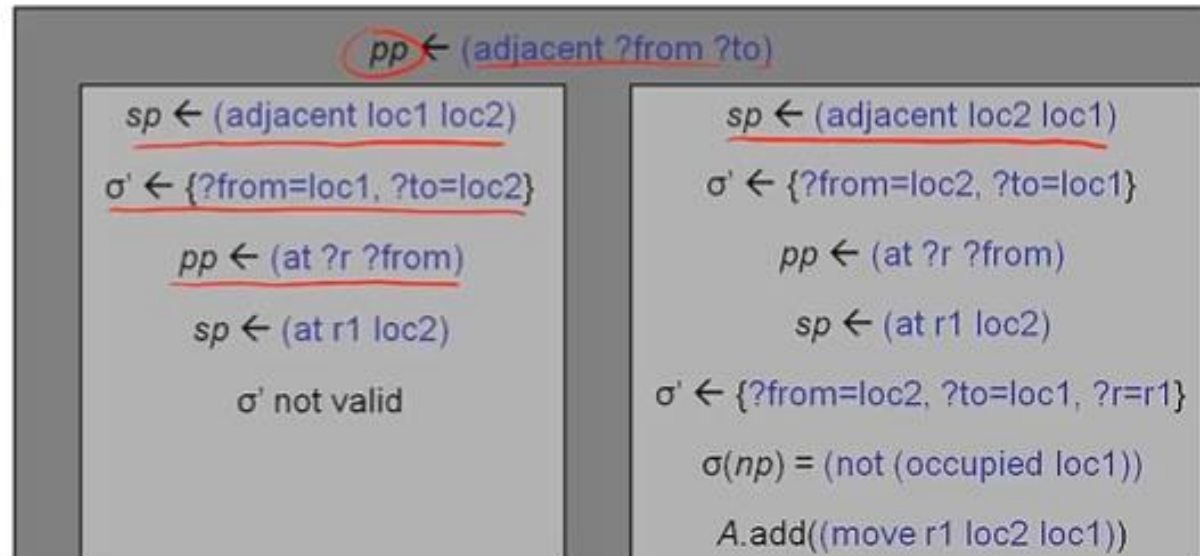 pp ← (adjacent ?from ?to)
sp ← (adjacent loc1 loc2)
σ' ← {?from=loc1, ?to=loc2}
pp ← (at ?r ?from)
sp ← (at r1 loc2)
σ' not valid
sp ← (adjacent loc2 loc1)
σ' ← {?from=loc2, ?to=loc1}
pp ← (at ?r ?from)
sp ← (at r1 loc2)
σ' ← {?from=loc2, ?to=loc1, ?r=r1}
σ(np) = (not (occupied loc1))
A.add((move r1 loc2 loc1))